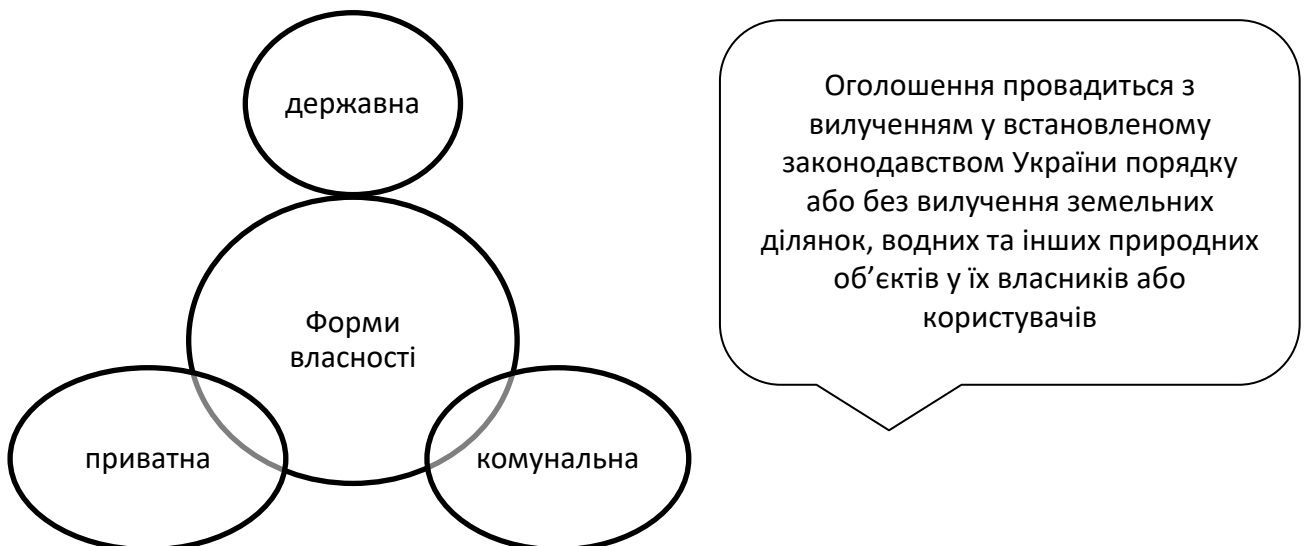 державна
Форми
власності
приватна
комунальна
Оголошення провадиться з
вилученням у встановленому
законодавством України порядку
або без вилучення земельних
ділянок, водних та інших природних
об’єктів у їх власників або
користувачів